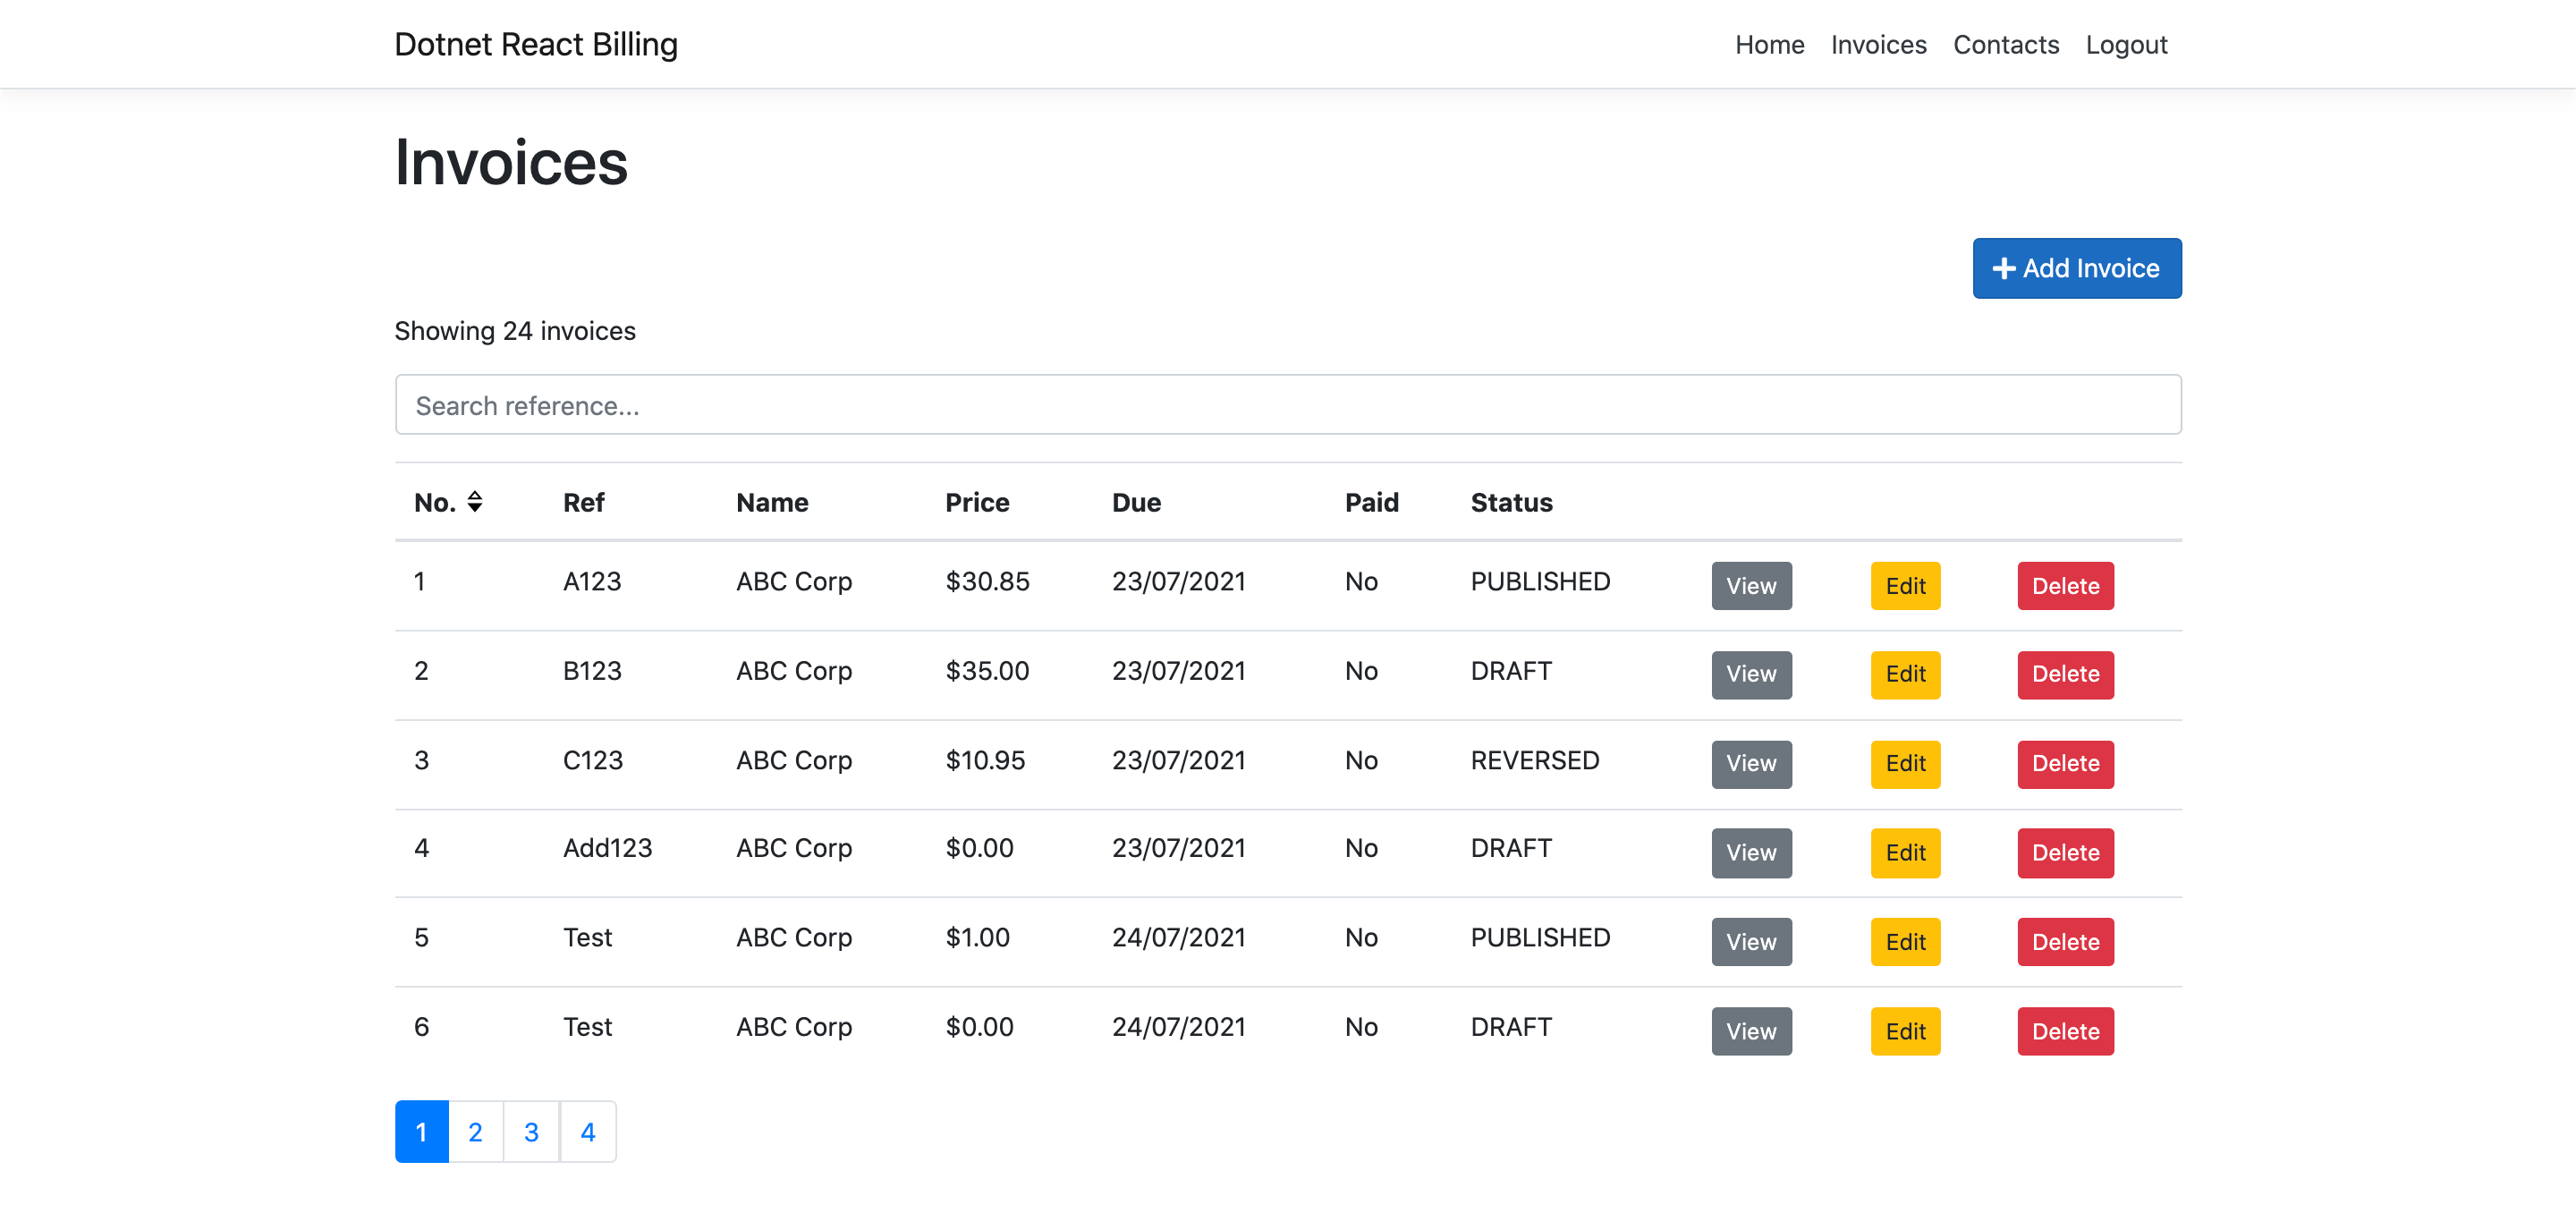 Dotnet React Billing Home Invoices Contacts Logout
Invoices
Add Invoice
Showing 24 invoices
Search reference...
No. Ref Name Price Due Paid Status
1 A123 ABC Corp $30.85 23/07/2021 No PUBLISHED View Edit Delete
2 B123 ABC Corp $35.00 23/07/2021 No DRAFT View Edit Delete
3 C123 ABC Corp $10.95 23/07/2021 No REVERSED View Edit Delete
4 Add123 ABC Corp $0.00 23/07/2021 No DRAFT View Edit Delete
5 Test ABC Corp $1.00 24/07/2021 No PUBLISHED View Edit Delete
6 Test ABC Corp $0.00 24/07/2021 No DRAFT View Edit Delete
1 2 3 4